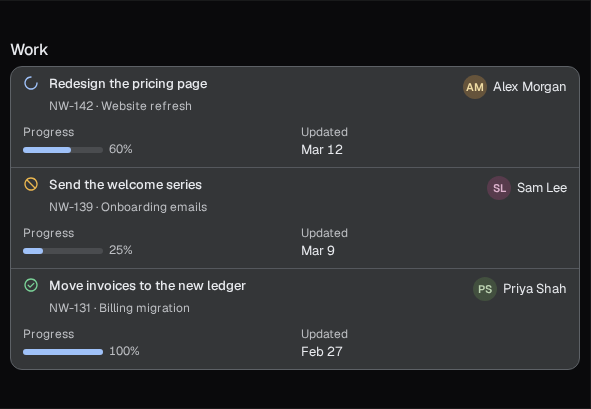 Work
Redesign the pricing page
AM Alex Morgan
NW-142 · Website refresh
Progress
Updated
60%
Mar 12
Send the welcome series
SL Sam Lee
NW-139 · Onboarding emails
Progress
Updated
25%
Mar 9
Move invoices to the new ledger
PS Priya Shah
NW-131 · Billing migration
Progress
Updated
100%
Feb 27